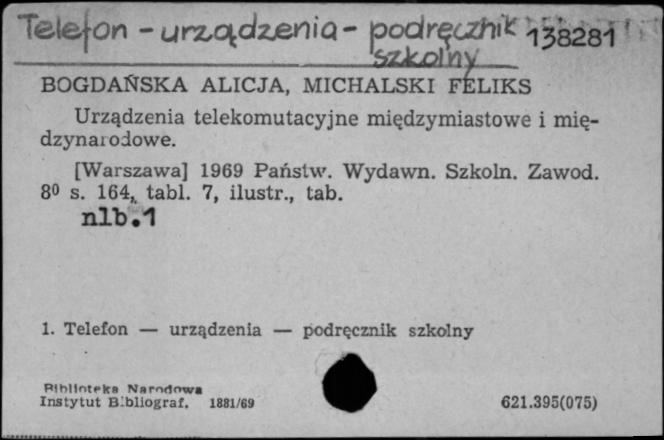 Telefon - urządzenia - podręcznik 138281
szkolny
BOGDAŃSKA ALICJA, MICHALSKI FELIKS
Urządzenia telekomutacyjne międzymiastowe i mię-
dzynarodowe.
[Warszawa] 1969 Państw. Wydawn. Szkoln. Zawod.
8⁰ s. 164, tabl. 7, ilustr., tab.
nlb.1
1. Telefon — urządzenia — podręcznik szkolny
Biblioteka Narodowa
Instytut Bibliograf. 1881/69 621.395(075)